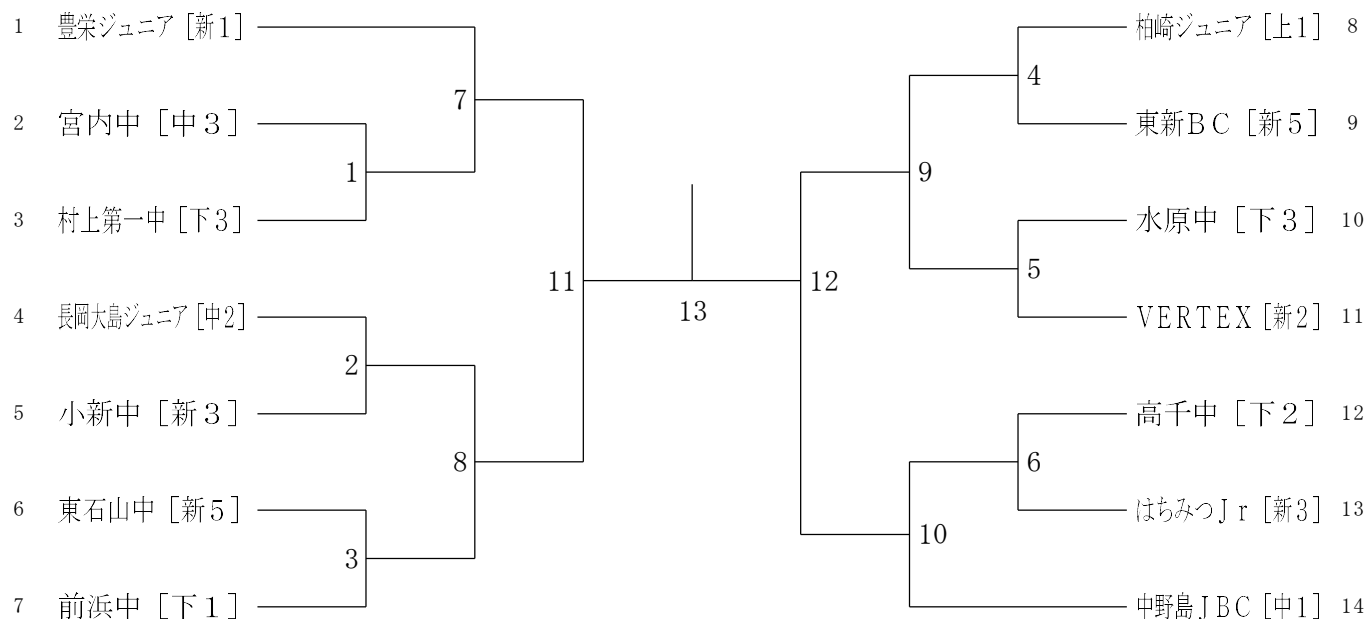 1 豊栄ジュニア［新1］
2 宮内中［中３］
3 村上第一中［下3］
4 長岡大島ジュニア［中2］
5 小新中［新３］
6 東石山中［新５］
7 前浜中［下１］
7
1
2
8
3
11
13
12
9
4
5
6
10
柏崎ジュニア［上1］ 8
東新ＢＣ［新５］ 9
水原中［下３］ 10
VERTEX［新2］ 11
高千中［下２］ 12
はちみつＪｒ［新3］ 13
中野島ＪＢＣ［中1］ 14